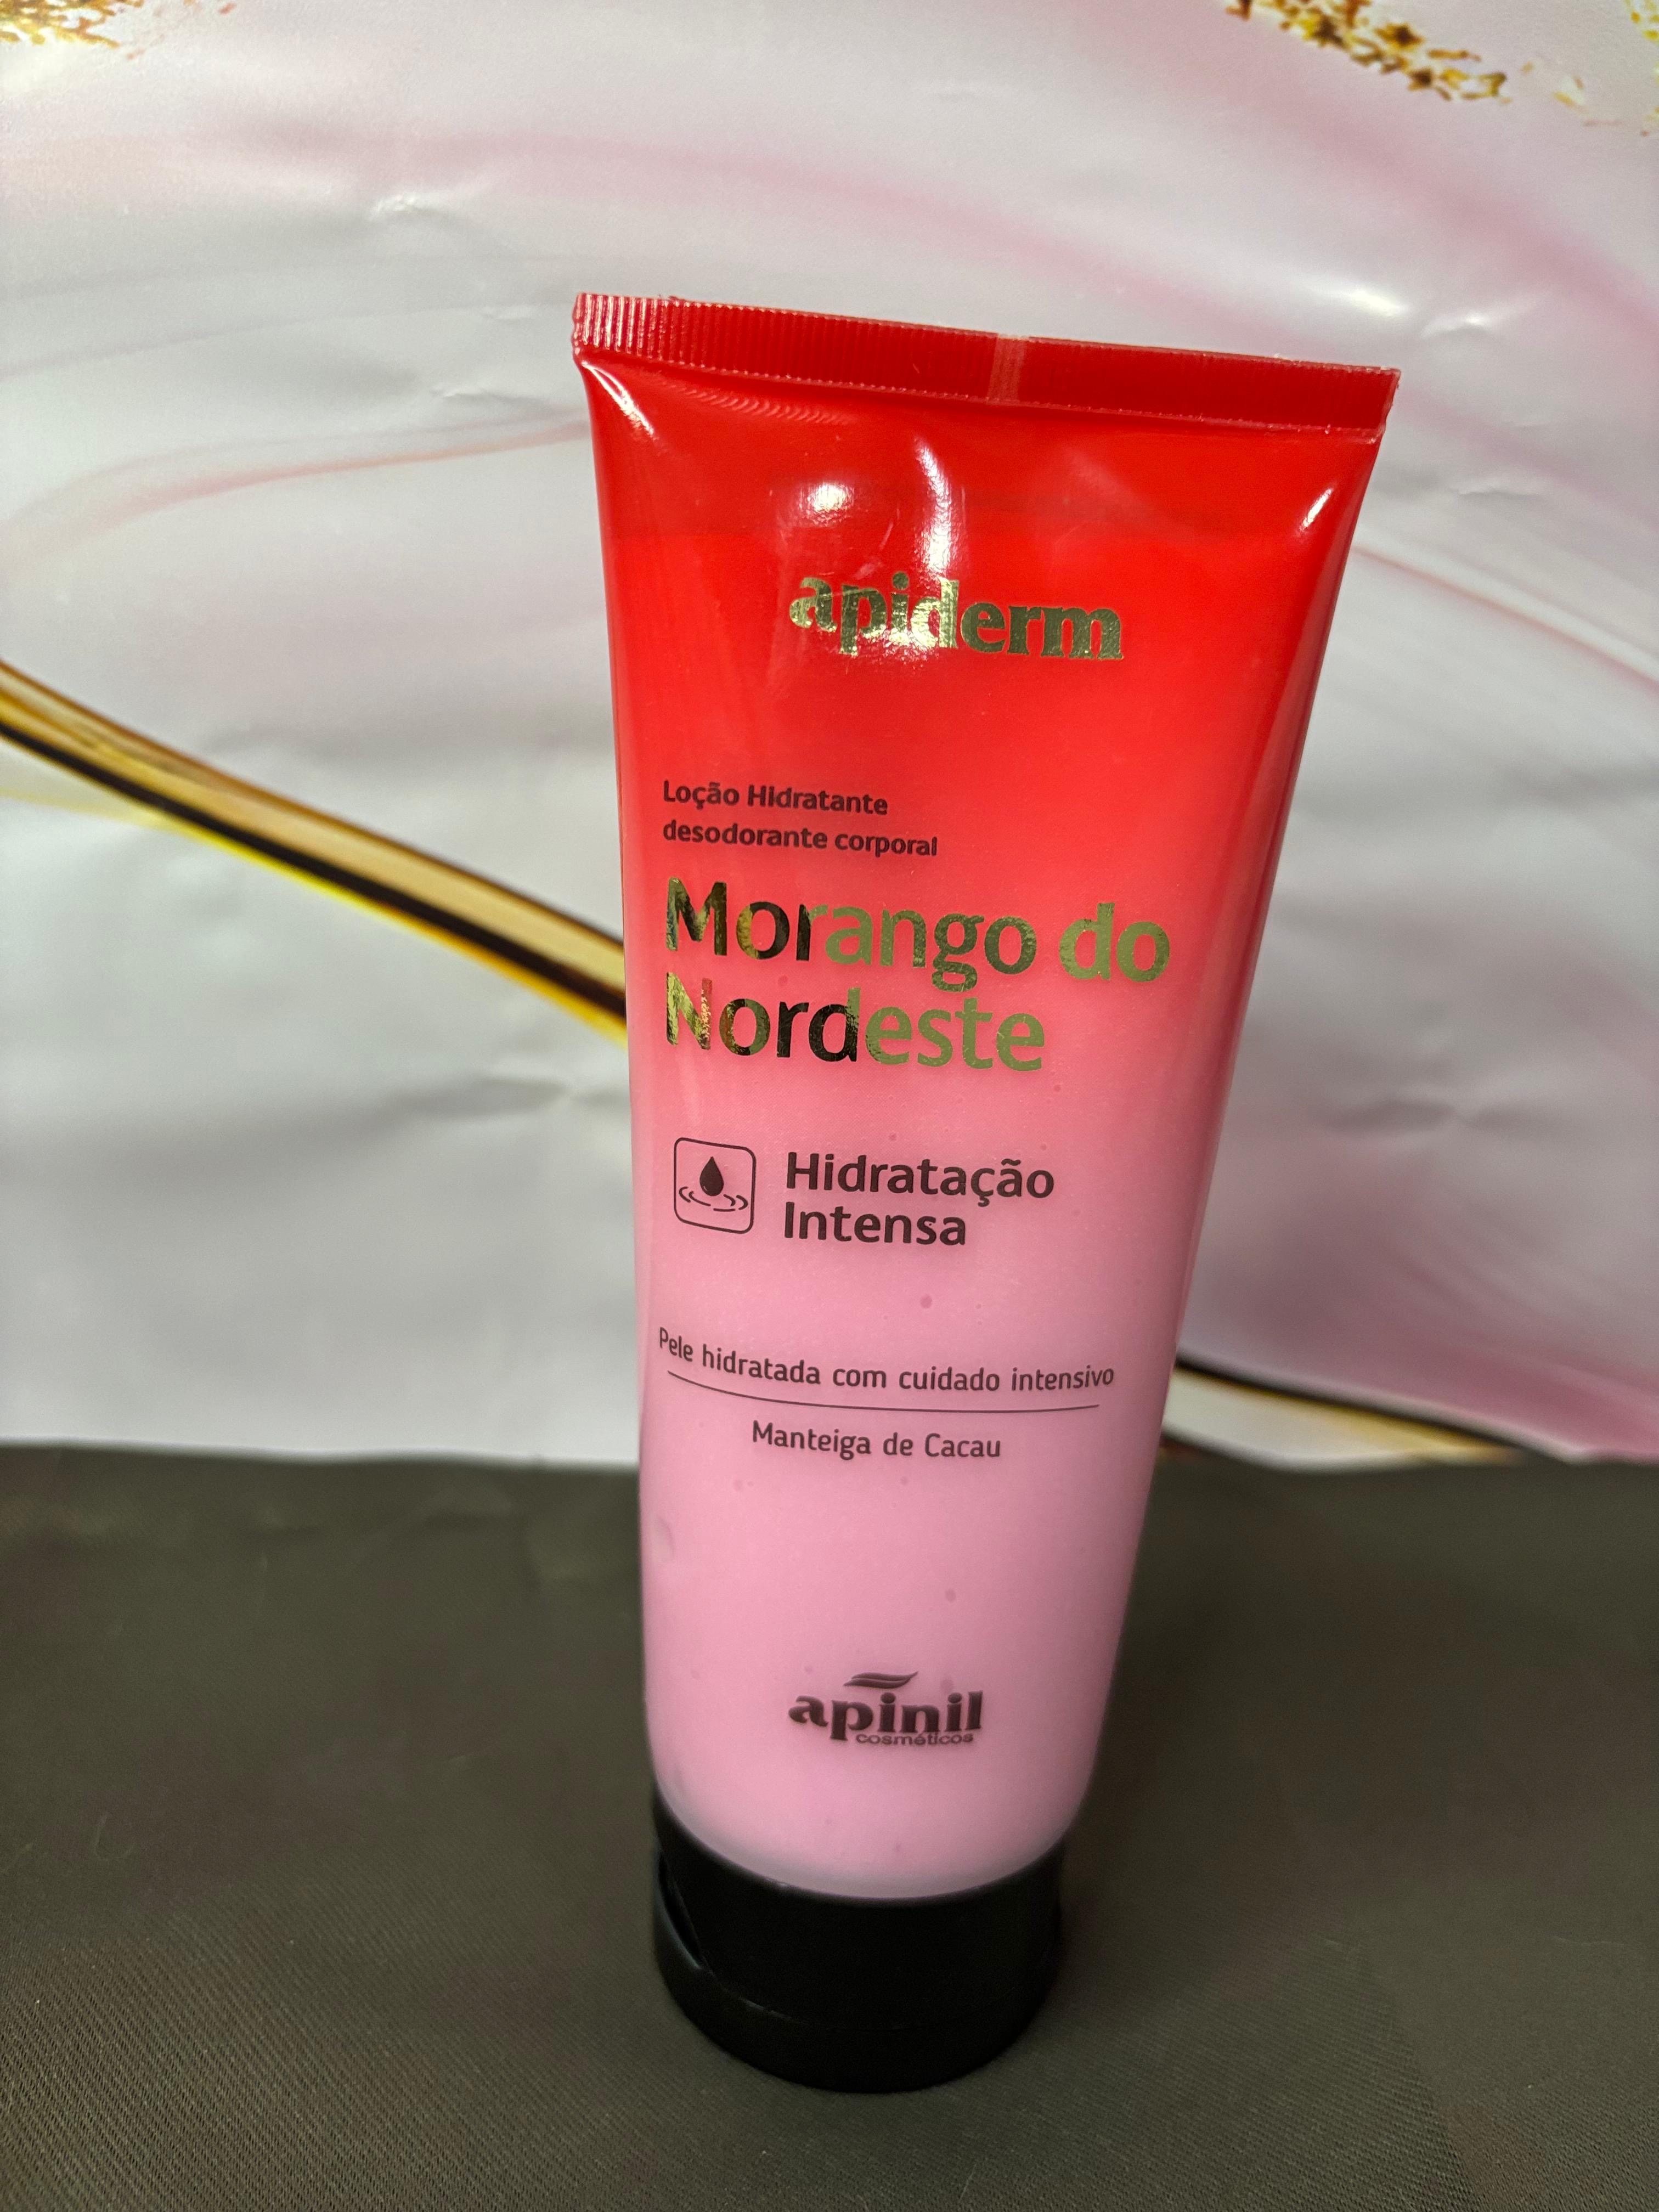 apiderm
Loção Hidratante
desodorante corporal
Morango do
Nordeste
Hidratação
Intensa
Pele hidratada com cuidado intensivo
Manteiga de Cacau
apinil
cosméticos